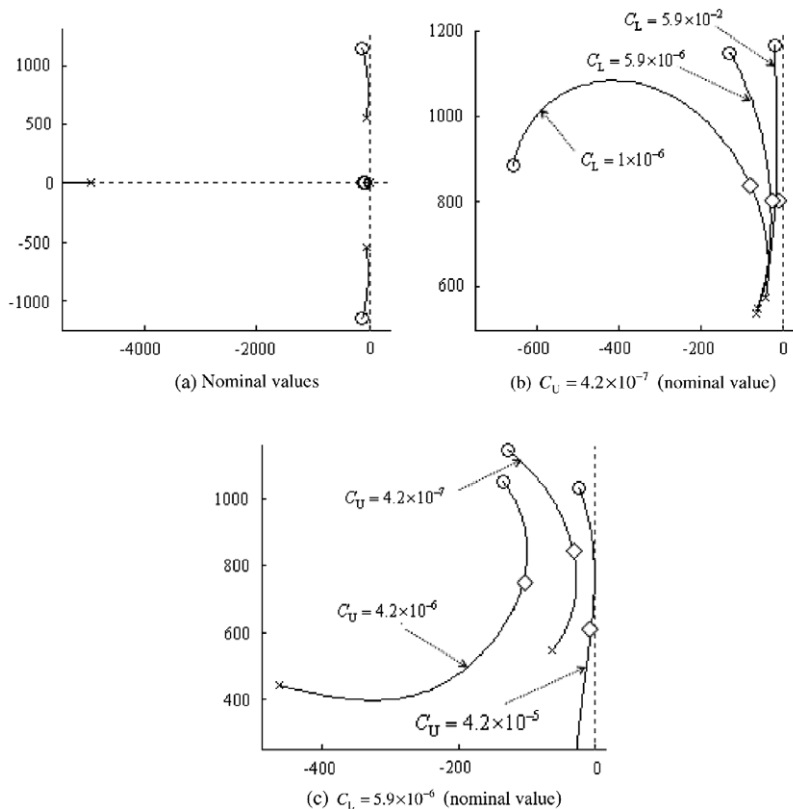 1000
500
0
-500
-1000
-4000 -2000 0
(a) Nominal values
C_L = 5.9×10^-2
C_L = 5.9×10^-6
C_L = 1×10^-6
1200
1000
800
600
-600 -400 -200 0
(b) C_U = 4.2×10^-7 (nominal value)
C_U = 4.2×10^-7
C_U = 4.2×10^-6
C_U = 4.2×10^-5
1000
800
600
400
-400 -200 0
(c) C_L = 5.9×10^-6 (nominal value)